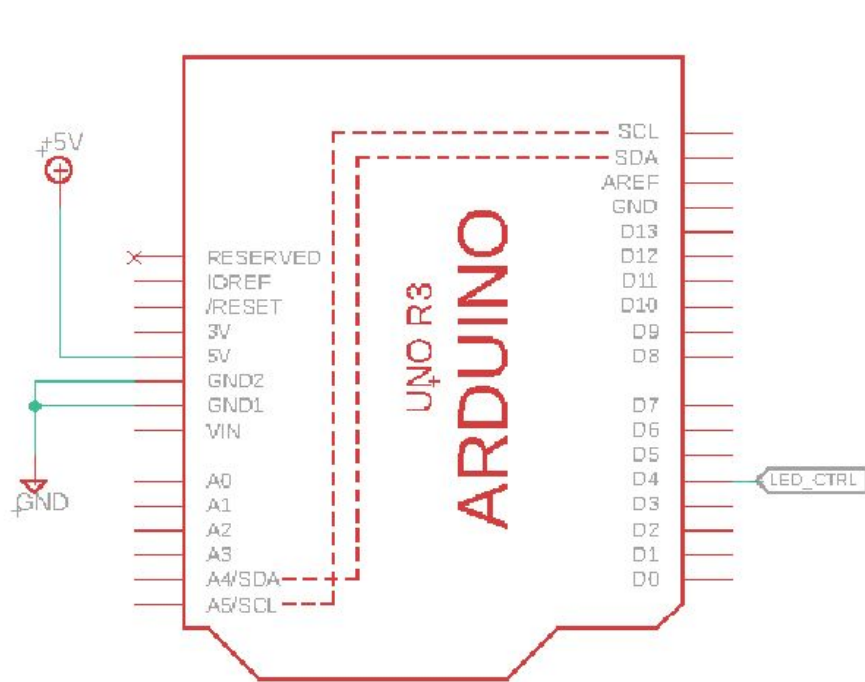 +5V
RESERVED
IOREF
/RESET
3V
5V
GND2
GND1
VIN
A0
A1
A2
A3
A4/SDA
A5/SCL
GND
UNO R3
ARDUINO
SCL
SDA
AREF
GND
D13
D12
D11
D10
D9
D8
D7
D6
D5
D4
D3
D2
D1
D0
LED_CTRL